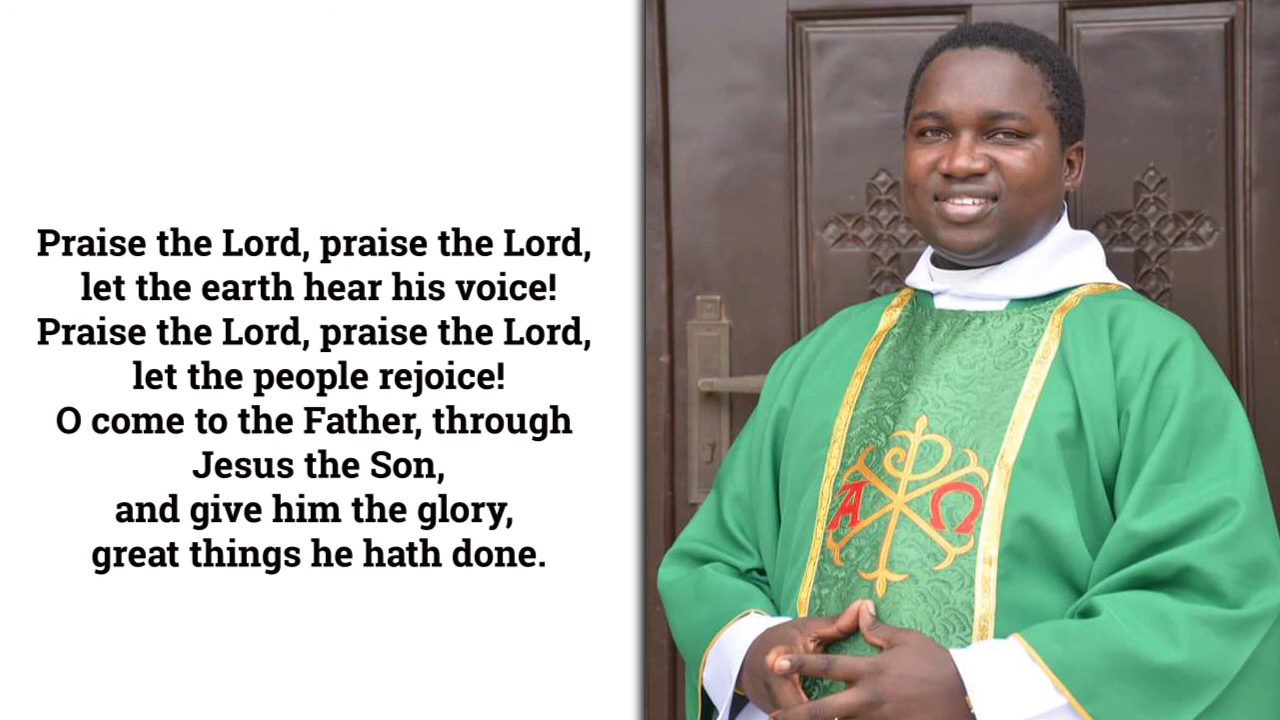 Praise the Lord, praise the Lord,
let the earth hear his voice!
Praise the Lord, praise the Lord,
let the people rejoice!
O come to the Father, through
Jesus the Son,
and give him the glory,
great things he hath done.
Α Ω